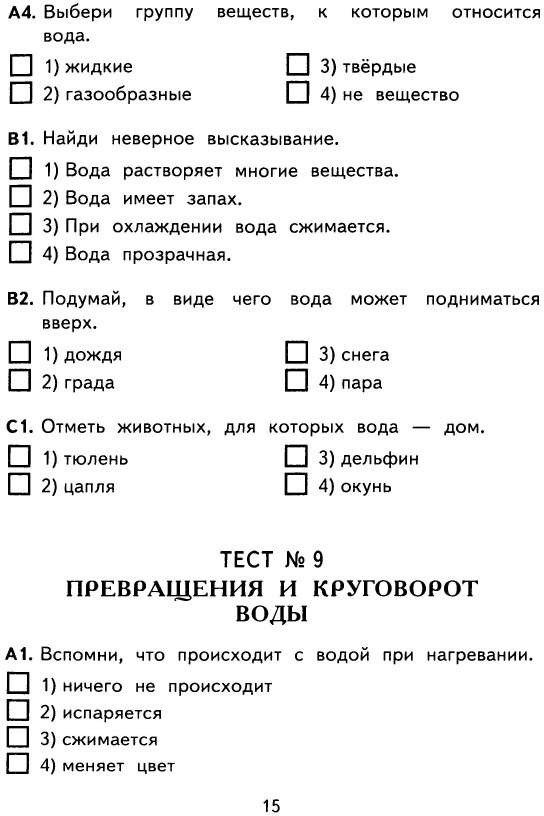 А4. Выбери группу веществ, к которым относится
вода.
1) жидкие 3) твёрдые
2) газообразные 4) не вещество
В1. Найди неверное высказывание.
1) Вода растворяет многие вещества.
2) Вода имеет запах.
3) При охлаждении вода сжимается.
4) Вода прозрачная.
В2. Подумай, в виде чего вода может подниматься
вверх.
1) дождя 3) снега
2) града 4) пара
С1. Отметь животных, для которых вода — дом.
1) тюлень 3) дельфин
2) цапля 4) окунь
ТЕСТ № 9
ПРЕВРАЩЕНИЯ И КРУГОВОРОТ
ВОДЫ
А1. Вспомни, что происходит с водой при нагревании.
1) ничего не происходит
2) испаряется
3) сжимается
4) меняет цвет
15